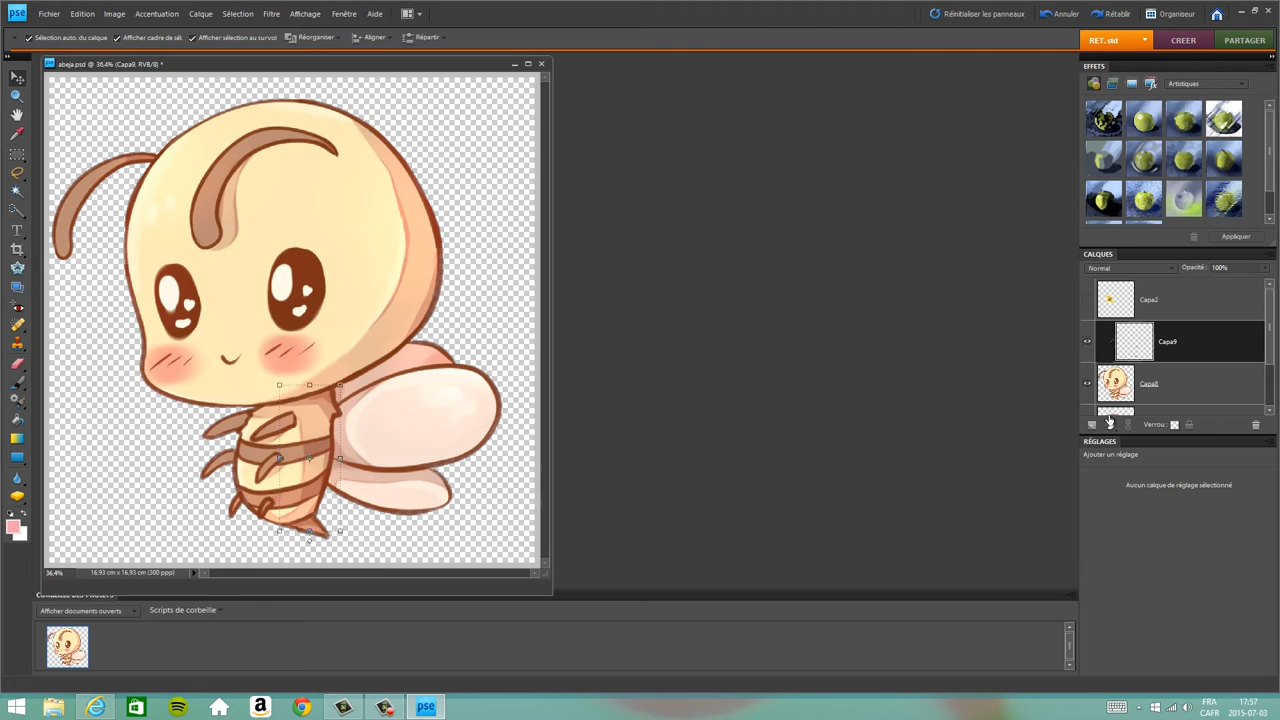 pse Fichier Edition Image Accentuation Calque Sélection Filtre Affichage Fenêtre Aide Réinitialiser les panneaux Annuler Rétablir Organiseur
Sélection auto. du calque Afficher cadre de sél. Afficher sélection au survol Réorganiser Aligner Répartir RET. std CREER PARTAGER
abeja.psd @ 36,4% (Capa9, RVB/8) *
EFFETS
Artistiques
Appliquer
CALQUES
Normal Opacité: 100%
Capa2
Capa9
Capa8
Verrou :
RÉGLAGES
Ajouter un réglage
Aucun calque de réglage sélectionné
36,4% 16,93 cm x 16,93 cm (300 ppp)
CORBEILLE DES PROJETS
Afficher documents ouverts Scripts de corbeille
pse
FRA 17:57
CAFR 2015-07-03